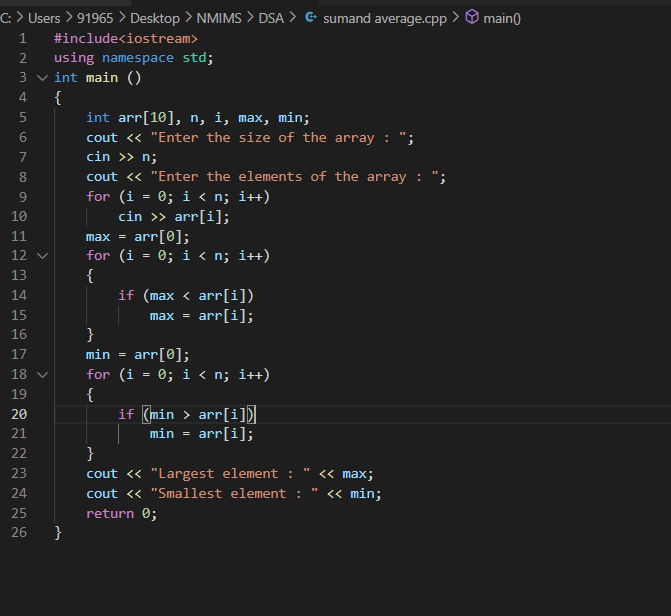 C: > Users > 91965 > Desktop > NMIMS > DSA > sumand average.cpp > main()
1 #include<iostream>
2 using namespace std;
3 int main ()
4 {
5     int arr[10], n, i, max, min;
6     cout << "Enter the size of the array : ";
7     cin >> n;
8     cout << "Enter the elements of the array : ";
9     for (i = 0; i < n; i++)
10         cin >> arr[i];
11     max = arr[0];
12     for (i = 0; i < n; i++)
13     {
14         if (max < arr[i])
15             max = arr[i];
16     }
17     min = arr[0];
18     for (i = 0; i < n; i++)
19     {
20         if (min > arr[i])
21             min = arr[i];
22     }
23     cout << "Largest element : " << max;
24     cout << "Smallest element : " << min;
25     return 0;
26 }